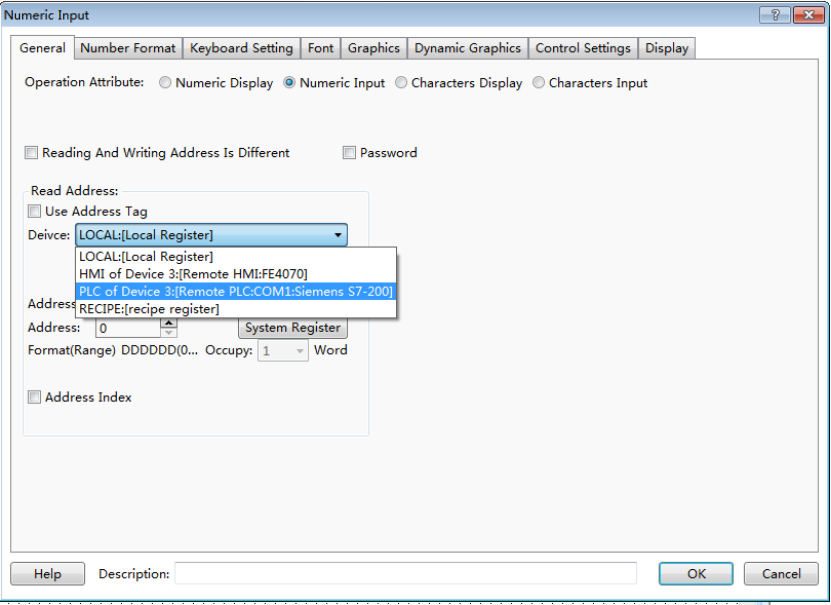 Numeric Input
General Number Format Keyboard Setting Font Graphics Dynamic Graphics Control Settings Display
Operation Attribute: Numeric Display Numeric Input Characters Display Characters Input
Reading And Writing Address Is Different Password
Read Address:
Use Address Tag
Deivce: LOCAL:[Local Register]
LOCAL:[Local Register]
HMI of Device 3:[Remote HMI:FE4070]
PLC of Device 3:[Remote PLC:COM1:Siemens S7-200]
Address RECIPE:[recipe register]
Address: 0 System Register
Format(Range) DDDDDD(0... Occupy: 1 Word
Address Index
Help Description: OK Cancel